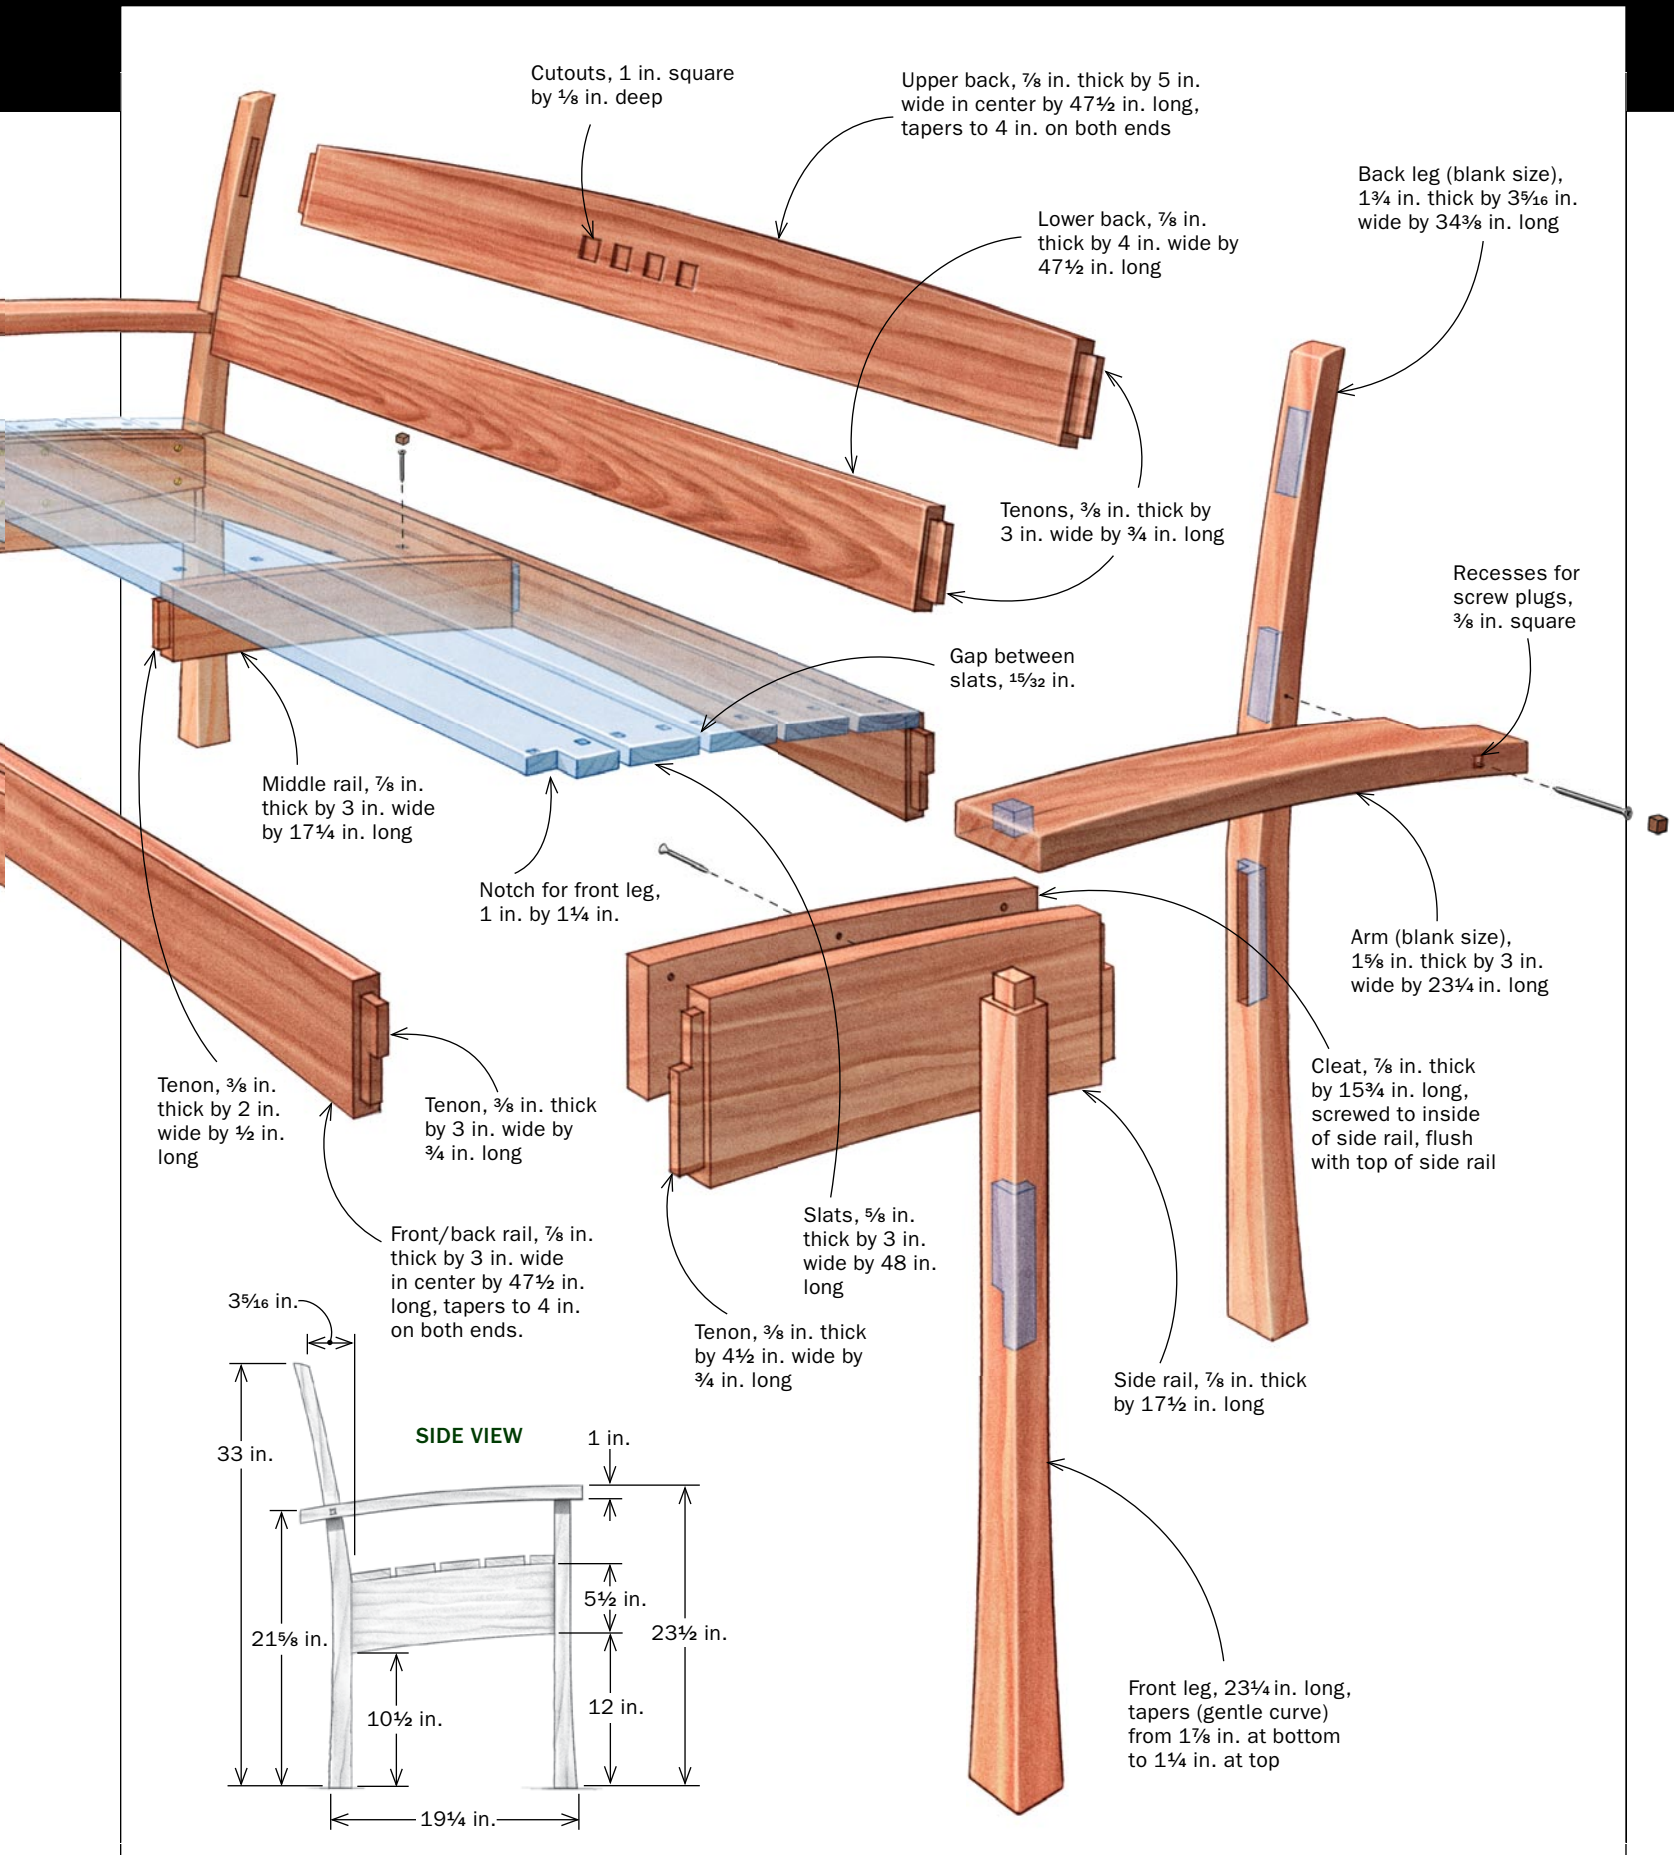 Cutouts, 1 in. square
by ⅛ in. deep
Upper back, ⅞ in. thick by 5 in.
wide in center by 47½ in. long,
tapers to 4 in. on both ends
Back leg (blank size),
1¾ in. thick by 3⁵⁄₁₆ in.
wide by 34⅜ in. long
Lower back, ⅞ in.
thick by 4 in. wide by
47½ in. long
Tenons, ⅜ in. thick by
3 in. wide by ¾ in. long
Recesses for
screw plugs,
⅜ in. square
Gap between
slats, ¹⁵⁄₃₂ in.
Middle rail, ⅞ in.
thick by 3 in. wide
by 17¼ in. long
Notch for front leg,
1 in. by 1¼ in.
Arm (blank size),
1⅝ in. thick by 3 in.
wide by 23¼ in. long
Cleat, ⅞ in. thick
by 15¾ in. long,
screwed to inside
of side rail, flush
with top of side rail
Tenon, ⅜ in.
thick by 2 in.
wide by ½ in.
long
Tenon, ⅜ in. thick
by 3 in. wide by
¾ in. long
Front/back rail, ⅞ in.
thick by 3 in. wide
in center by 47½ in.
long, tapers to 4 in.
on both ends.
Slats, ⅝ in.
thick by 3 in.
wide by 48 in.
long
Tenon, ⅜ in. thick
by 4½ in. wide by
¾ in. long
Side rail, ⅞ in. thick
by 17½ in. long
3⁵⁄₁₆ in.
SIDE VIEW
1 in.
33 in.
5½ in.
23½ in.
21⅝ in.
12 in.
10½ in.
19¼ in.
Front leg, 23¼ in. long,
tapers (gentle curve)
from 1⅞ in. at bottom
to 1¼ in. at top